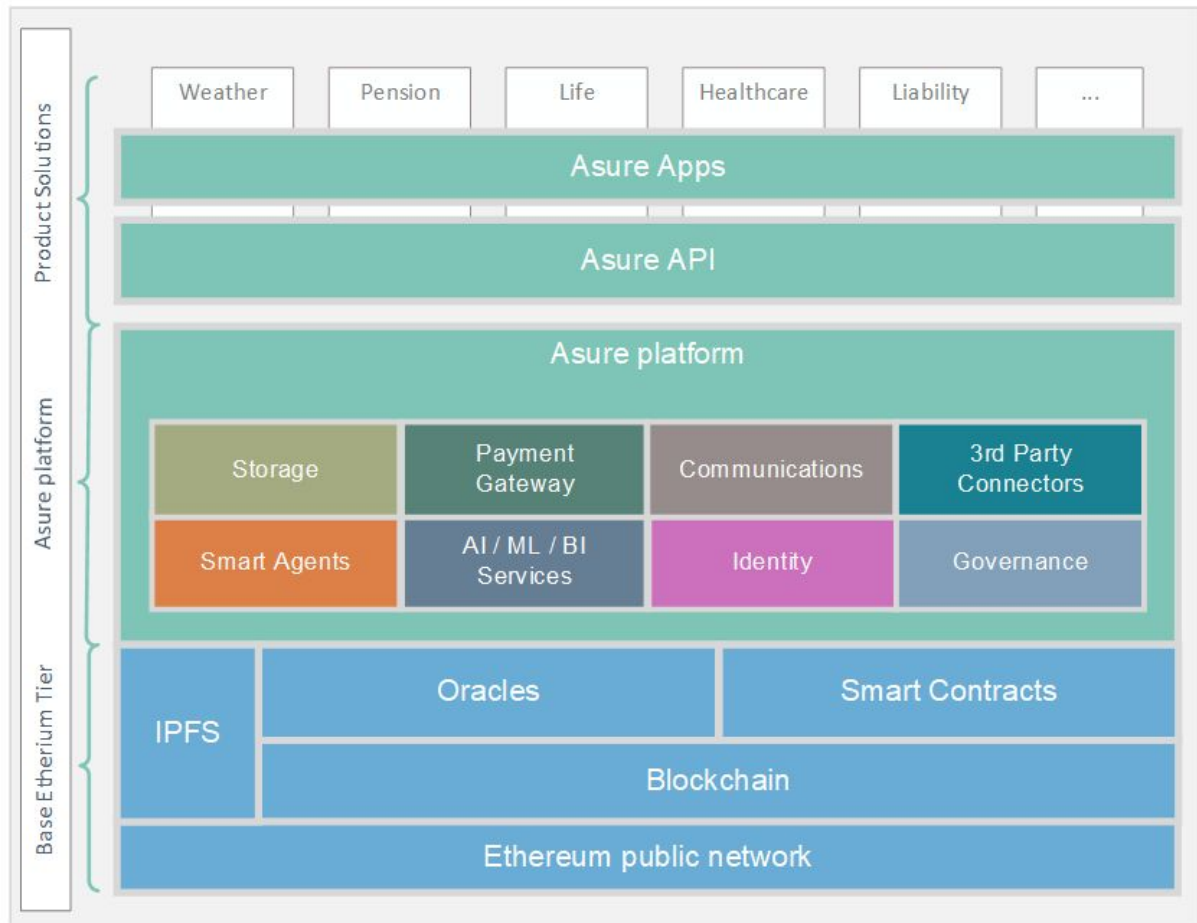 Product Solutions
Weather
Pension
Life
Healthcare
Liability
...
Asure Apps
Asure API
Asure platform
Asure platform
Storage
Payment
Gateway
Communications
3rd Party
Connectors
Smart Agents
AI / ML / BI
Services
Identity
Governance
Base Etherium Tier
IPFS
Oracles
Smart Contracts
Blockchain
Ethereum public network